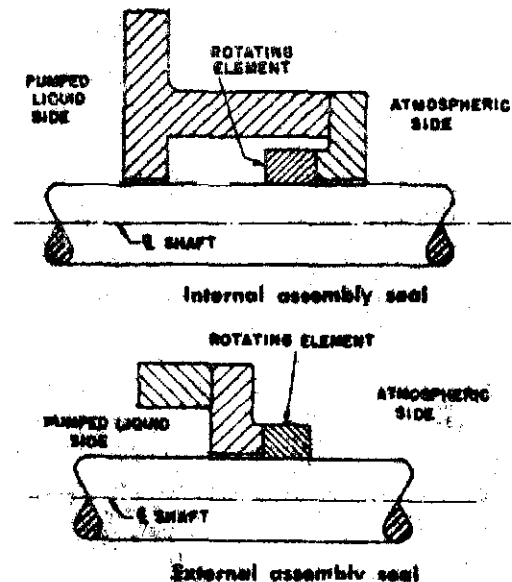 ROTATING
ELEMENT
PUMPED
LIQUID
SIDE
ATMOSPHERIC
SIDE
℄ SHAFT
Internal assembly seal
ROTATING ELEMENT
ATMOSPHERIC
SIDE
PUMPED LIQUID
SIDE
℄ SHAFT
External assembly seal